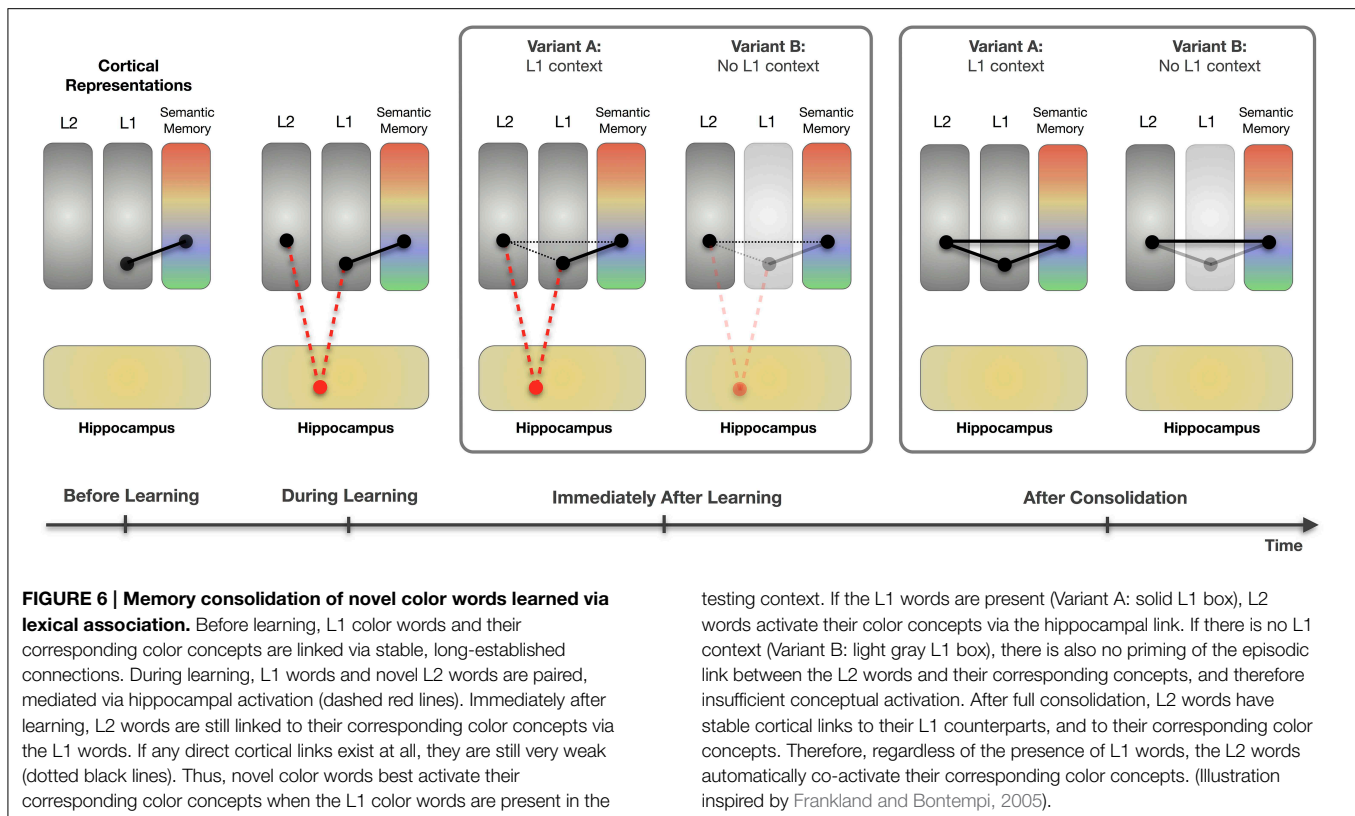 Variant A:
L1 context
Variant B:
No L1 context
Variant A:
L1 context
Variant B:
No L1 context
Cortical
Representations
L2
L1
Semantic
Memory
L2
L1
Semantic
Memory
L2
L1
Semantic
Memory
L2
L1
Semantic
Memory
L2
L1
Semantic
Memory
L2
L1
Semantic
Memory
Hippocampus
Hippocampus
Hippocampus
Hippocampus
Hippocampus
Hippocampus
Before Learning
During Learning
Immediately After Learning
After Consolidation
Time
FIGURE 6 | Memory consolidation of novel color words learned via
lexical association. Before learning, L1 color words and their
corresponding color concepts are linked via stable, long-established
connections. During learning, L1 words and novel L2 words are paired,
mediated via hippocampal activation (dashed red lines). Immediately after
learning, L2 words are still linked to their corresponding color concepts via
the L1 words. If any direct cortical links exist at all, they are still very weak
(dotted black lines). Thus, novel color words best activate their
corresponding color concepts when the L1 color words are present in the
testing context. If the L1 words are present (Variant A: solid L1 box), L2
words activate their color concepts via the hippocampal link. If there is no L1
context (Variant B: light gray L1 box), there is also no priming of the episodic
link between the L2 words and their corresponding concepts, and therefore
insufficient conceptual activation. After full consolidation, L2 words have
stable cortical links to their L1 counterparts, and to their corresponding color
concepts. Therefore, regardless of the presence of L1 words, the L2 words
automatically co-activate their corresponding color concepts. (Illustration
inspired by Frankland and Bontempi, 2005).